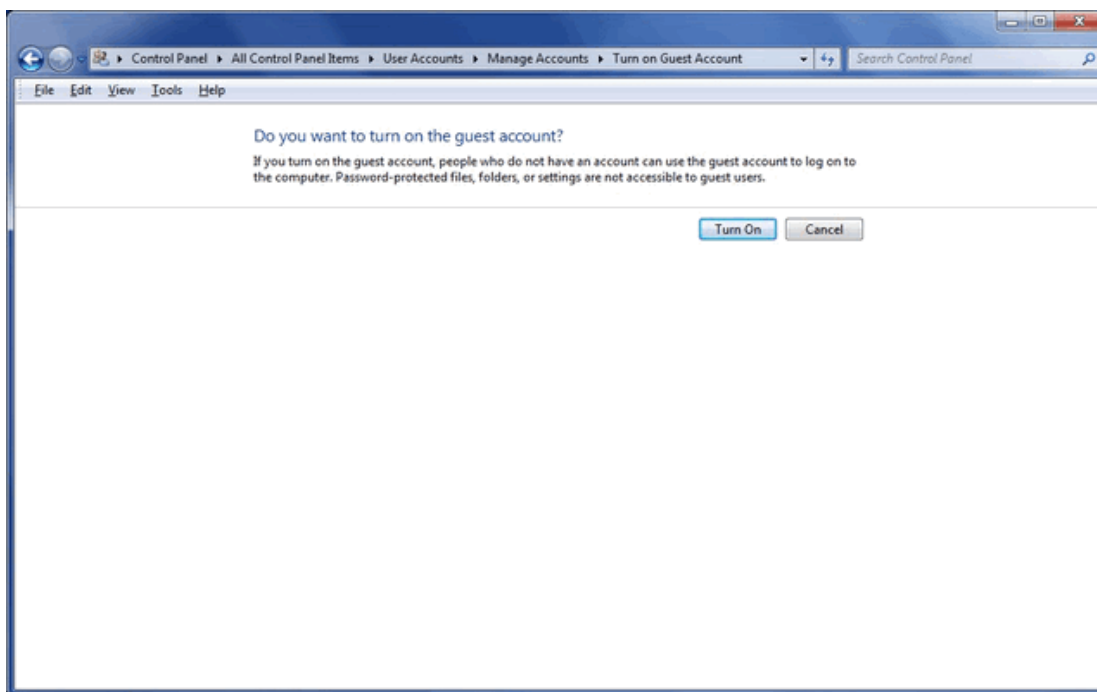 Control Panel ▸ All Control Panel Items ▸ User Accounts ▸ Manage Accounts ▸ Turn on Guest Account
Search Control Panel
File Edit View Tools Help
Do you want to turn on the guest account?
If you turn on the guest account, people who do not have an account can use the guest account to log on to
the computer. Password-protected files, folders, or settings are not accessible to guest users.
Turn On
Cancel